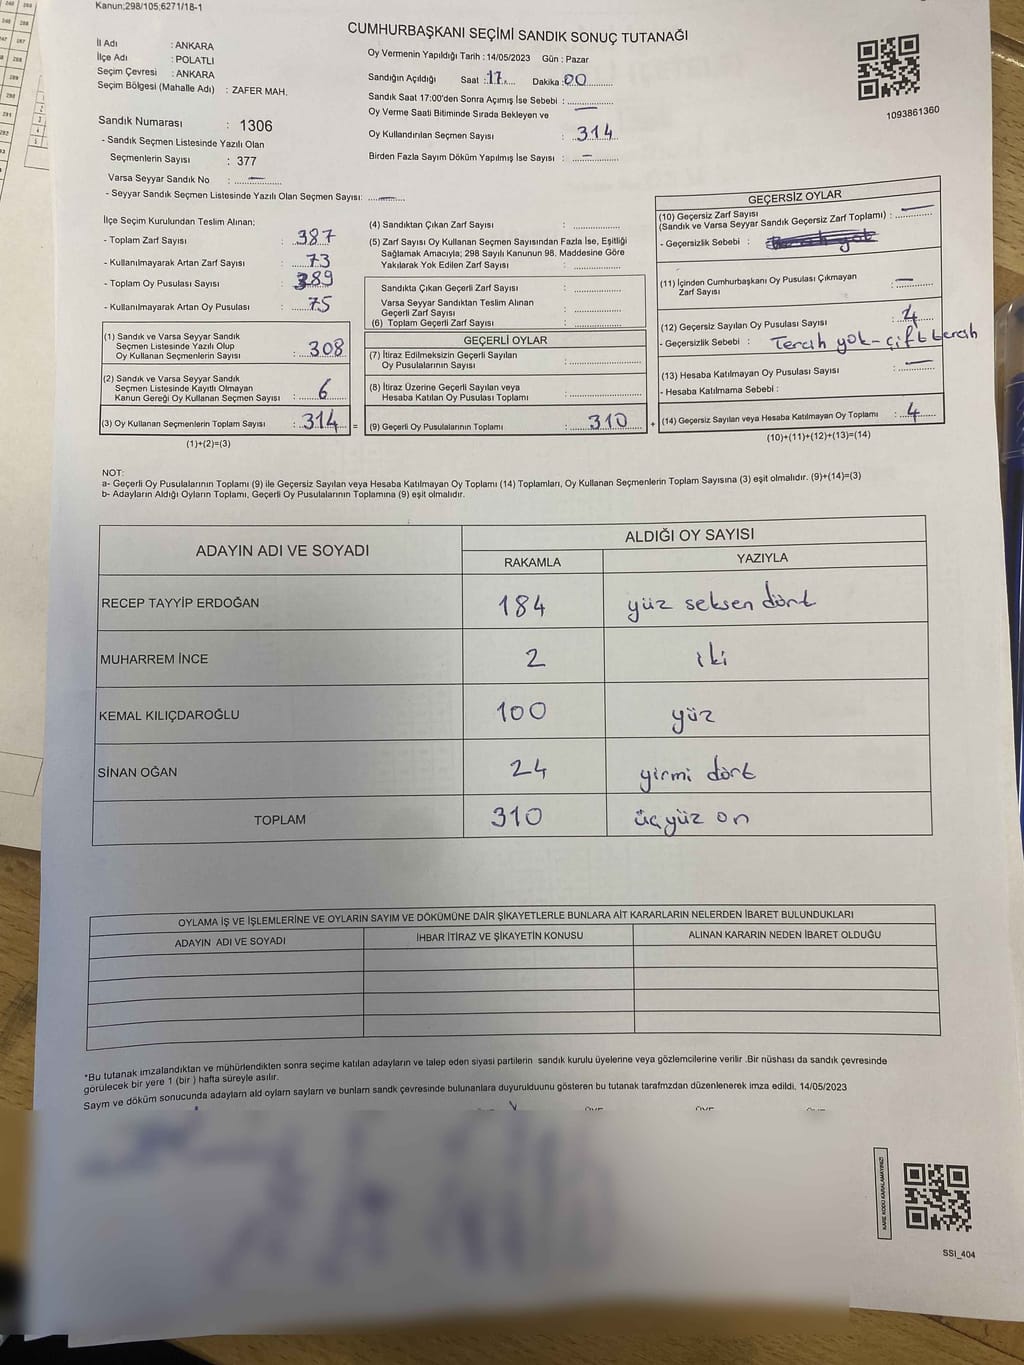 Kanun;298/105;6271/18-1
CUMHURBAŞKANI SEÇİMİ SANDIK SONUÇ TUTANAĞI
İl Adı : ANKARA
İlçe Adı : POLATLI
Seçim Çevresi : ANKARA
Seçim Bölgesi (Mahalle Adı) : ZAFER MAH.
Oy Vermenin Yapıldığı Tarih : 14/05/2023 Gün : Pazar
Sandığın Açıldığı Saat : 17 Dakika : 00
Sandık Saat 17:00'den Sonra Açımış İse Sebebi : ..............
Oy Verme Saati Bitiminde Sırada Bekleyen ve
Oy Kullandırılan Seçmen Sayısı : 314
Birden Fazla Sayım Döküm Yapılmış İse Sayısı : —
1093861360
Sandık Numarası : 1306
- Sandık Seçmen Listesinde Yazılı Olan
Seçmenlerin Sayısı : 377
Varsa Seyyar Sandık No : —
- Seyyar Sandık Seçmen Listesinde Yazılı Olan Seçmen Sayısı: —
İlçe Seçim Kurulundan Teslim Alınan;
- Toplam Zarf Sayısı : 387
- Kullanılmayarak Artan Zarf Sayısı : 73
- Toplam Oy Pusulası Sayısı : 389
- Kullanılmayarak Artan Oy Pusulası : 75
(1) Sandık ve Varsa Seyyar Sandık
Seçmen Listesinde Yazılı Olup
Oy Kullanan Seçmenlerin Sayısı : 308
(2) Sandık ve Varsa Seyyar Sandık
Seçmen Listesinde Kayıtlı Olmayan
Kanun Gereği Oy Kullanan Seçmen Sayısı : 6
(3) Oy Kullanan Seçmenlerin Toplam Sayısı : 314 =
(1)+(2)=(3)
(4) Sandıktan Çıkan Zarf Sayısı : ..............
(5) Zarf Sayısı Oy Kullanan Seçmen Sayısından Fazla İse, Eşitliği
Sağlamak Amacıyla; 298 Sayılı Kanunun 98. Maddesine Göre
Yakılarak Yok Edilen Zarf Sayısı : ..............
Sandıkta Çıkan Geçerli Zarf Sayısı : ..............
Varsa Seyyar Sandıktan Teslim Alınan
Geçerli Zarf Sayısı : ..............
(6) Toplam Geçerli Zarf Sayısı : ..............
GEÇERLİ OYLAR
(7) İtiraz Edilmeksizin Geçerli Sayılan
Oy Pusulalarının Sayısı : ..............
(8) İtiraz Üzerine Geçerli Sayılan veya
Hesaba Katılan Oy Pusulası Toplamı : ..............
(9) Geçerli Oy Pusulalarının Toplamı : 310 +
GEÇERSİZ OYLAR
(10) Geçersiz Zarf Sayısı
(Sandık ve Varsa Seyyar Sandık Geçersiz Zarf Toplamı) : —
- Geçersizlik Sebebi :
(11) İçinden Cumhurbaşkanı Oy Pusulası Çıkmayan
Zarf Sayısı : —
(12) Geçersiz Sayılan Oy Pusulası Sayısı : 4
- Geçersizlik Sebebi : Tercih yok - çift tercih
(13) Hesaba Katılmayan Oy Pusulası Sayısı : —
- Hesaba Katılmama Sebebi :
(14) Geçersiz Sayılan veya Hesaba Katılmayan Oy Toplamı : 4
(10)+(11)+(12)+(13)=(14)
NOT:
a- Geçerli Oy Pusulalarının Toplamı (9) ile Geçersiz Sayılan veya Hesaba Katılmayan Oy Toplamı (14) Toplamları, Oy Kullanan Seçmenlerin Toplam Sayısına (3) eşit olmalıdır. (9)+(14)=(3)
b- Adayların Aldığı Oyların Toplamı, Geçerli Oy Pusulalarının Toplamına (9) eşit olmalıdır.
ADAYIN ADI VE SOYADI
ALDIĞI OY SAYISI
RAKAMLA YAZIYLA
RECEP TAYYİP ERDOĞAN 184 yüz seksen dört
MUHARREM İNCE 2 iki
KEMAL KILIÇDAROĞLU 100 yüz
SİNAN OĞAN 24 yirmi dört
TOPLAM 310 üçyüz on
OYLAMA İŞ VE İŞLEMLERİNE VE OYLARIN SAYIM VE DÖKÜMÜNE DAİR ŞİKAYETLERLE BUNLARA AİT KARARLARIN NELERDEN İBARET BULUNDUKLARI
ADAYIN ADI VE SOYADI İHBAR İTİRAZ VE ŞİKAYETİN KONUSU ALINAN KARARIN NEDEN İBARET OLDUĞU
*Bu tutanak imzalandıktan ve mühürlendikten sonra seçime katılan adayların ve talep eden siyasi partilerin sandık kurulu üyelerine veya gözlemcilerine verilir .Bir nüshası da sandık çevresinde
görülecek bir yere 1 (bir ) hafta süreyle asılır.
Saym ve döküm sonucunda adaylarn ald oylarn saylarn ve bunlarn sandk çevresinde bulunanlara duyurulduunu gösteren bu tutanak tarafmzdan düzenlenerek imza edildi. 14/05/2023
KARE KODU KARALAMAYINIZ!
SSI_404